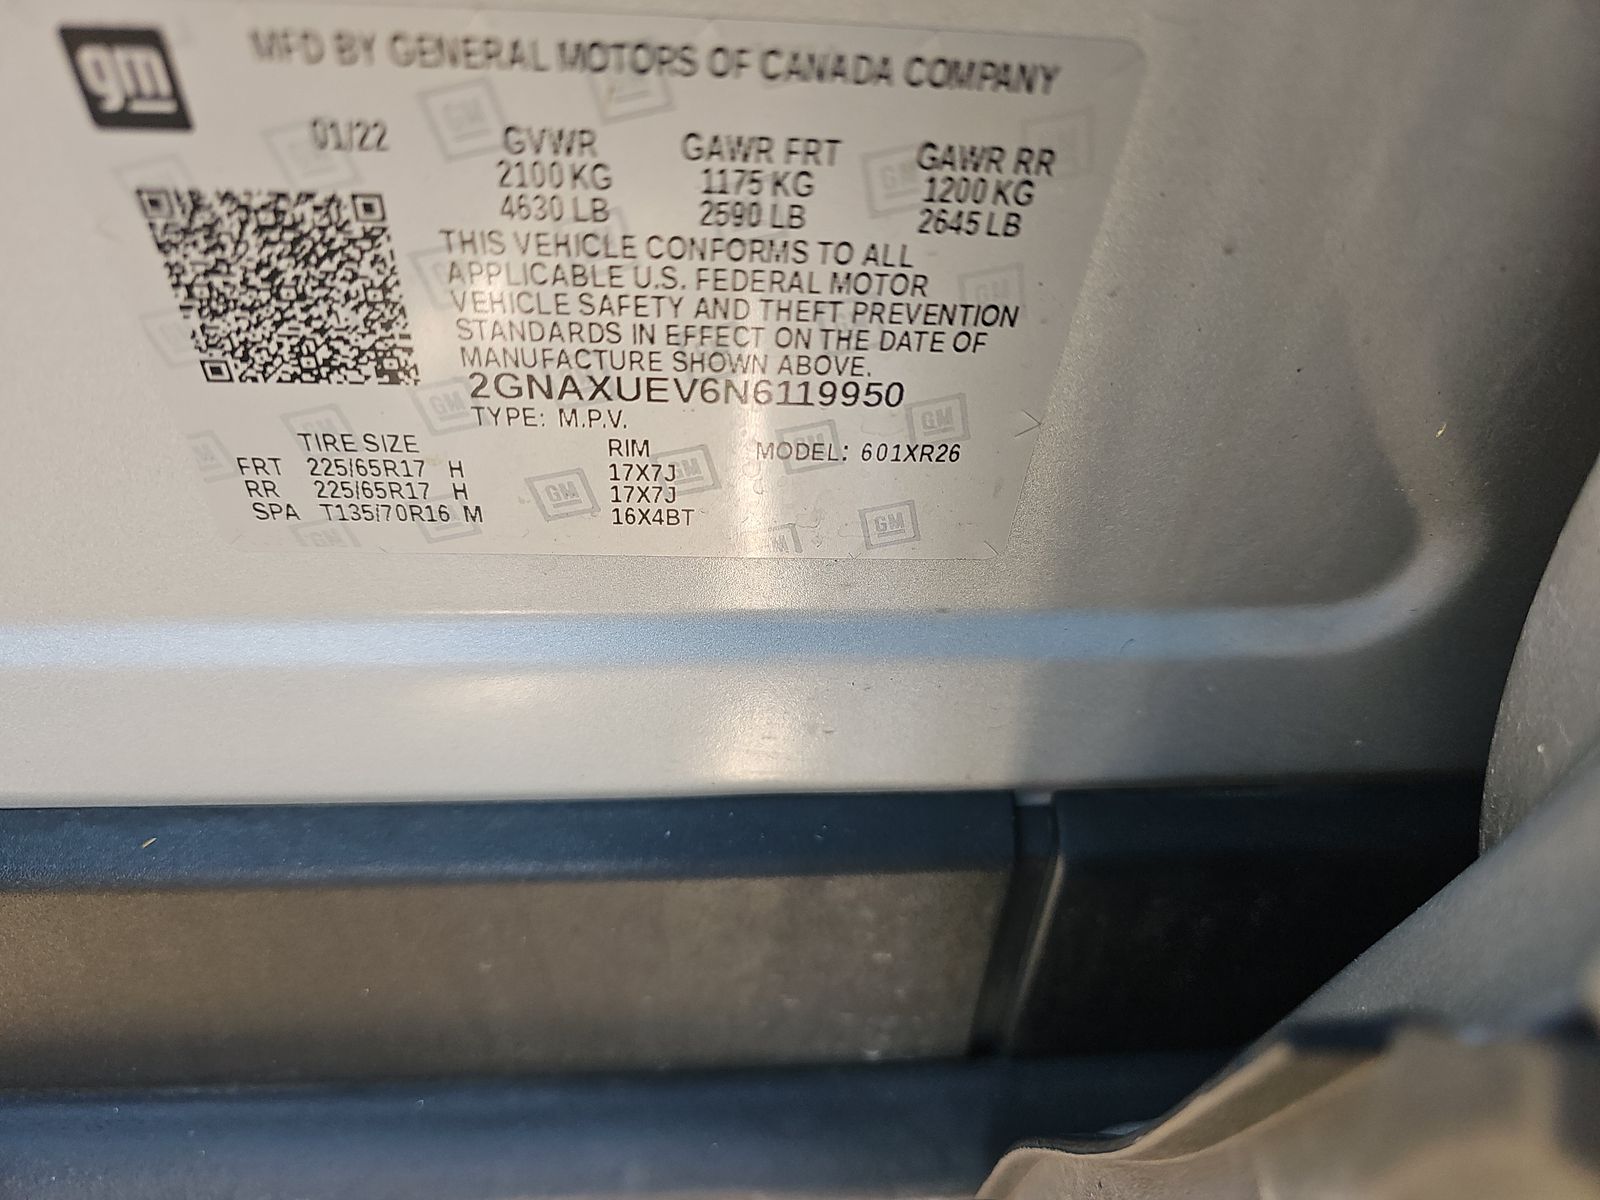 gm
MFD BY GENERAL MOTORS OF CANADA COMPANY
01/22 GVWR GAWR FRT GAWR RR
2100 KG 1175 KG 1200 KG
4630 LB 2590 LB 2645 LB
THIS VEHICLE CONFORMS TO ALL
APPLICABLE U.S. FEDERAL MOTOR
VEHICLE SAFETY AND THEFT PREVENTION
STANDARDS IN EFFECT ON THE DATE OF
MANUFACTURE SHOWN ABOVE.
2GNAXUEV6N6119950
TYPE: M.P.V.
TIRE SIZE RIM MODEL: 601XR26
FRT 225/65R17 H 17X7J
RR 225/65R17 H 17X7J
SPA T135/70R16 M 16X4BT